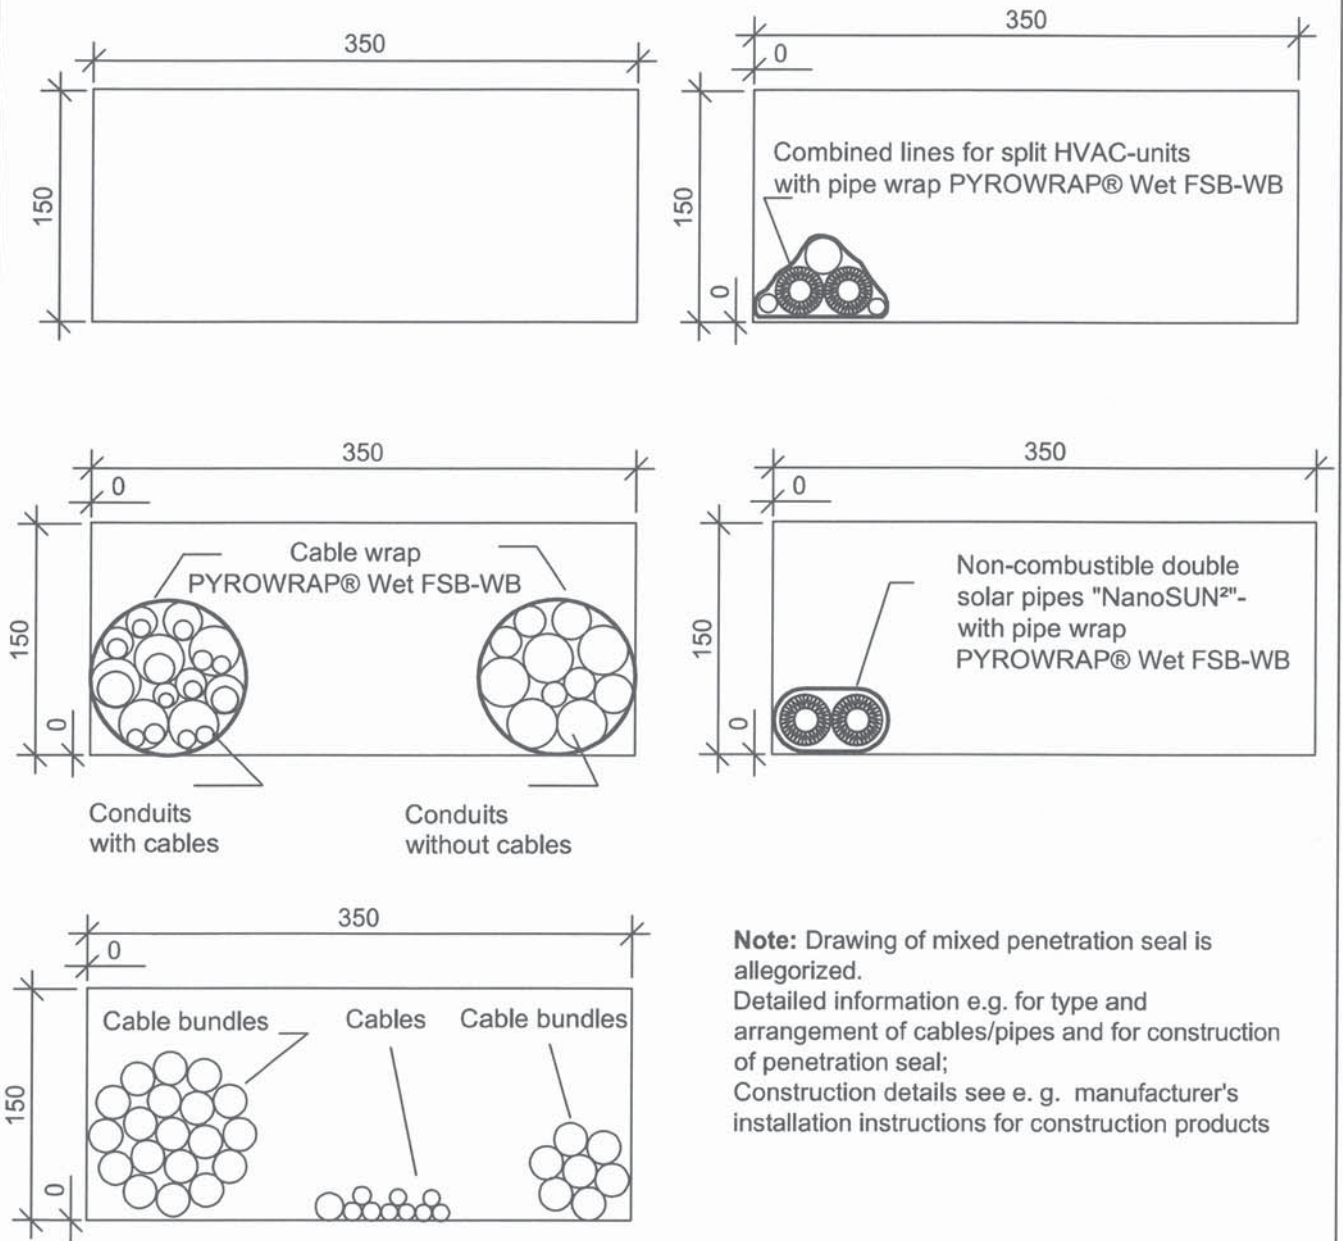 350
150
350
0
Combined lines for split HVAC-units
with pipe wrap PYROWRAP® Wet FSB-WB
150
0
350
0
Cable wrap
PYROWRAP® Wet FSB-WB
150
0
Conduits
with cables
Conduits
without cables
350
0
Non-combustible double
solar pipes "NanoSUN²"-
with pipe wrap
PYROWRAP® Wet FSB-WB
150
0
350
0
Cable bundles
Cables
Cable bundles
150
0
Note: Drawing of mixed penetration seal is
allegorized.
Detailed information e.g. for type and
arrangement of cables/pipes and for construction
of penetration seal;
Construction details see e. g. manufacturer's
installation instructions for construction products